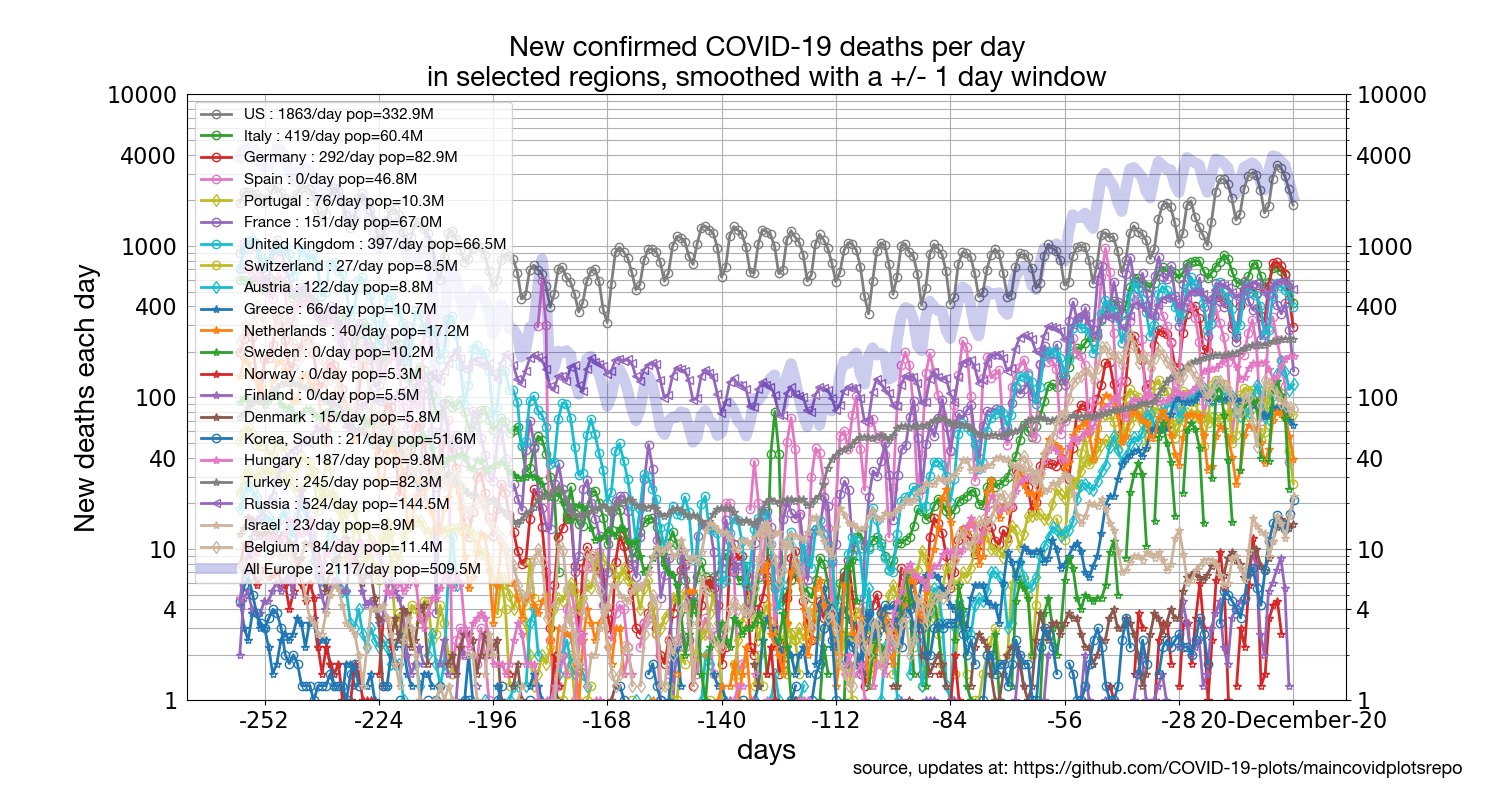 New confirmed COVID-19 deaths per day
in selected regions, smoothed with a +/- 1 day window
10000
4000
1000
400
100
40
10
4
1
New deaths each day
US : 1863/day pop=332.9M
Italy : 419/day pop=60.4M
Germany : 292/day pop=82.9M
Spain : 0/day pop=46.8M
Portugal : 76/day pop=10.3M
France : 151/day pop=67.0M
United Kingdom : 397/day pop=66.5M
Switzerland : 27/day pop=8.5M
Austria : 122/day pop=8.8M
Greece : 66/day pop=10.7M
Netherlands : 40/day pop=17.2M
Sweden : 0/day pop=10.2M
Norway : 0/day pop=5.3M
Finland : 0/day pop=5.5M
Denmark : 15/day pop=5.8M
Korea, South : 21/day pop=51.6M
Hungary : 187/day pop=9.8M
Turkey : 245/day pop=82.3M
Russia : 524/day pop=144.5M
Israel : 23/day pop=8.9M
Belgium : 84/day pop=11.4M
All Europe : 2117/day pop=509.5M
10000
4000
1000
400
100
40
10
4
1
-252 -224 -196 -168 -140 -112 -84 -56 -28 20-December-20
days
source, updates at: https://github.com/COVID-19-plots/maincovidplotsrepo